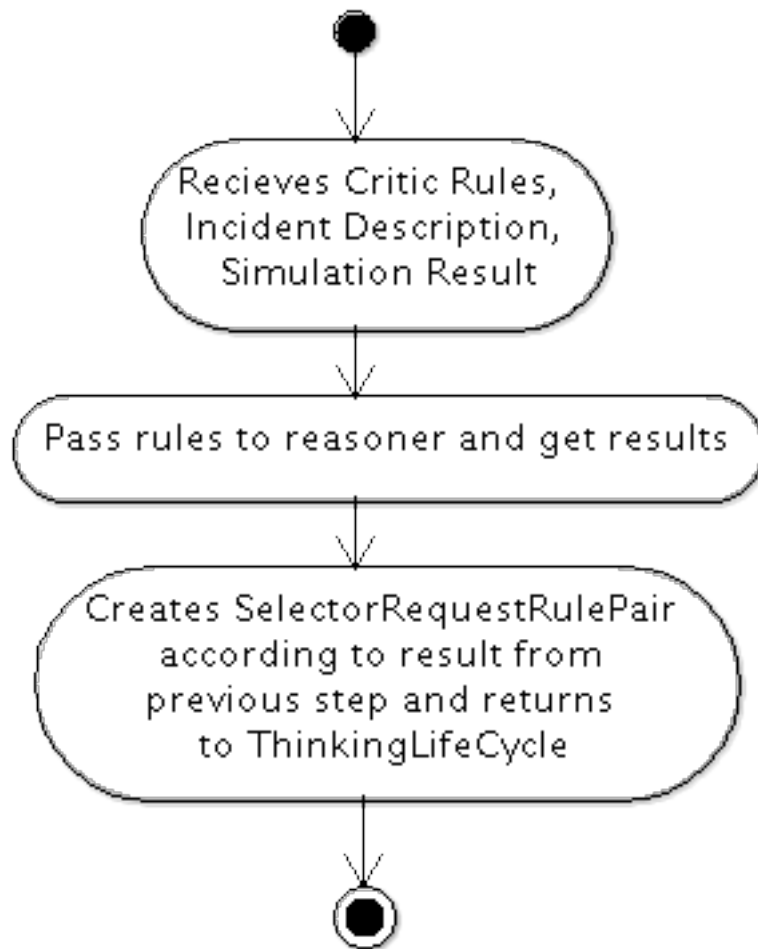 Recieves Critic Rules,
Incident Description,
Simulation Result
Pass rules to reasoner and get results
Creates SelectorRequestRulePair
according to result from
previous step and returns
to ThinkingLifeCycle